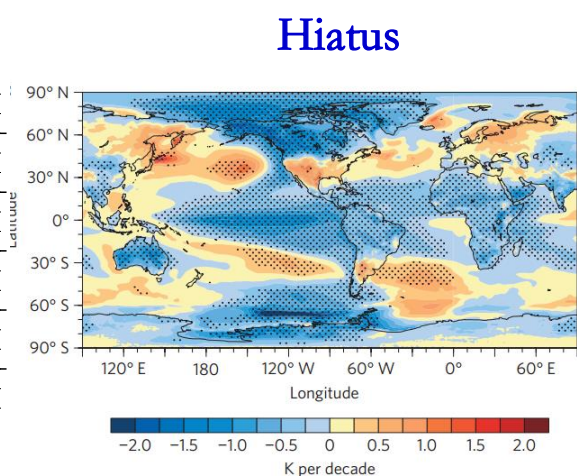 Hiatus
90° N
60° N
30° N
0°
30° S
60° S
90° S
Latitude
120° E 180 120° W 60° W 0° 60° E
Longitude
−2.0 −1.5 −1.0 −0.5 0 0.5 1.0 1.5 2.0
K per decade